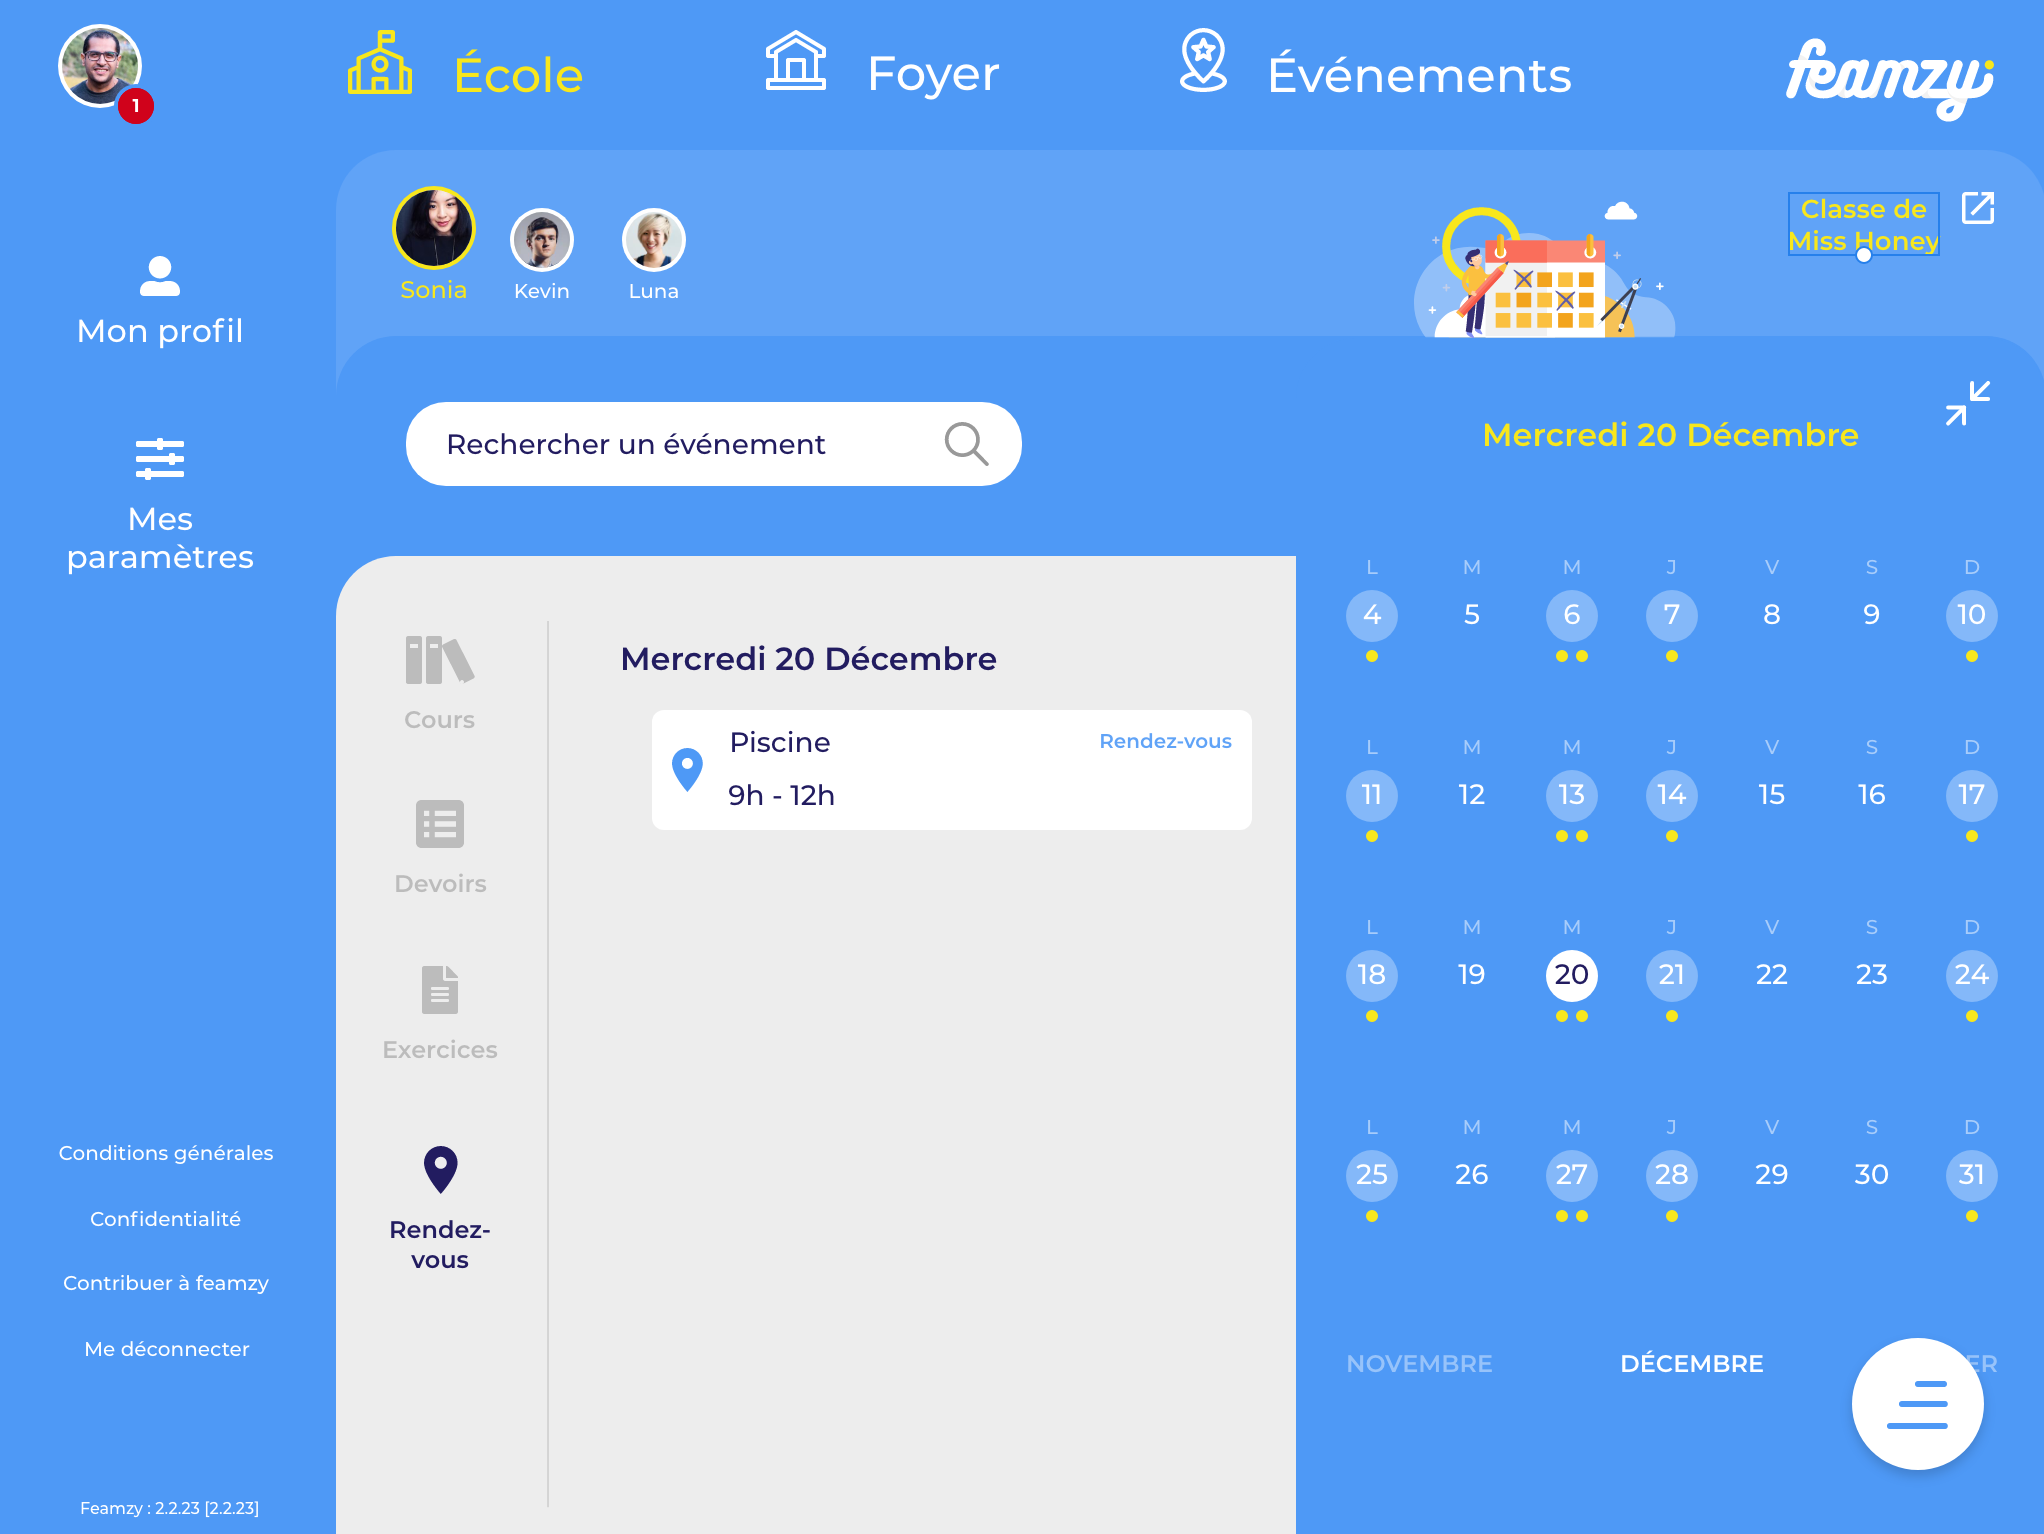 1
École
Foyer
Événements
feamzy
Sonia
Kevin
Luna
Classe de
Miss Honey
Mon profil
Mes
paramètres
Rechercher un événement
Mercredi 20 Décembre
Cours
Devoirs
Exercices
Rendez-
vous
Mercredi 20 Décembre
Piscine
Rendez-vous
9h - 12h
L M M J V S D
4 5 6 7 8 9 10
L M M J V S D
11 12 13 14 15 16 17
L M M J V S D
18 19 20 21 22 23 24
L M M J V S D
25 26 27 28 29 30 31
NOVEMBRE DÉCEMBRE ER
Conditions générales
Confidentialité
Contribuer à feamzy
Me déconnecter
Feamzy : 2.2.23 [2.2.23]